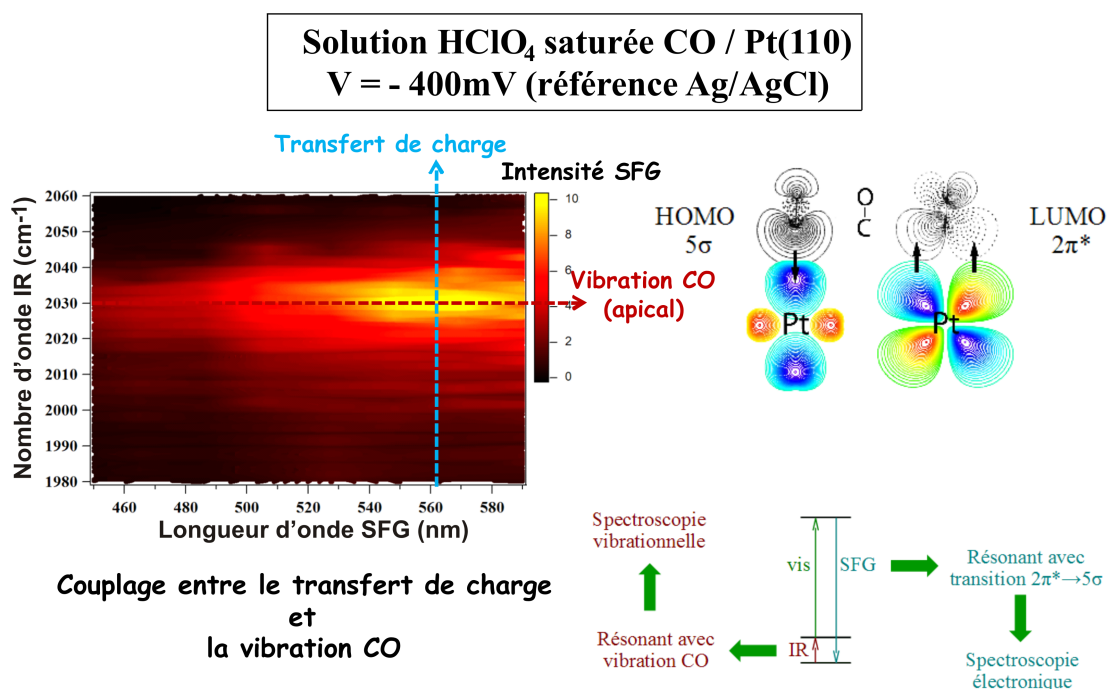 Solution HClO₄ saturée CO / Pt(110)
V = - 400mV (référence Ag/AgCl)
Transfert de charge
Intensité SFG
2060
2050
2040
2030
2020
2010
2000
1990
1980
Nombre d'onde IR (cm⁻¹)
460
480
500
520
540
560
580
Longueur d'onde SFG (nm)
10
8
6
4
2
0
Vibration CO
(apical)
HOMO
5σ
O
C
LUMO
2π*
Pt
Pt
Couplage entre le transfert de charge
et
la vibration CO
Spectroscopie
vibrationnelle
Résonant avec
vibration CO
vis
SFG
IR
Résonant avec
transition 2π*→5σ
Spectroscopie
électronique